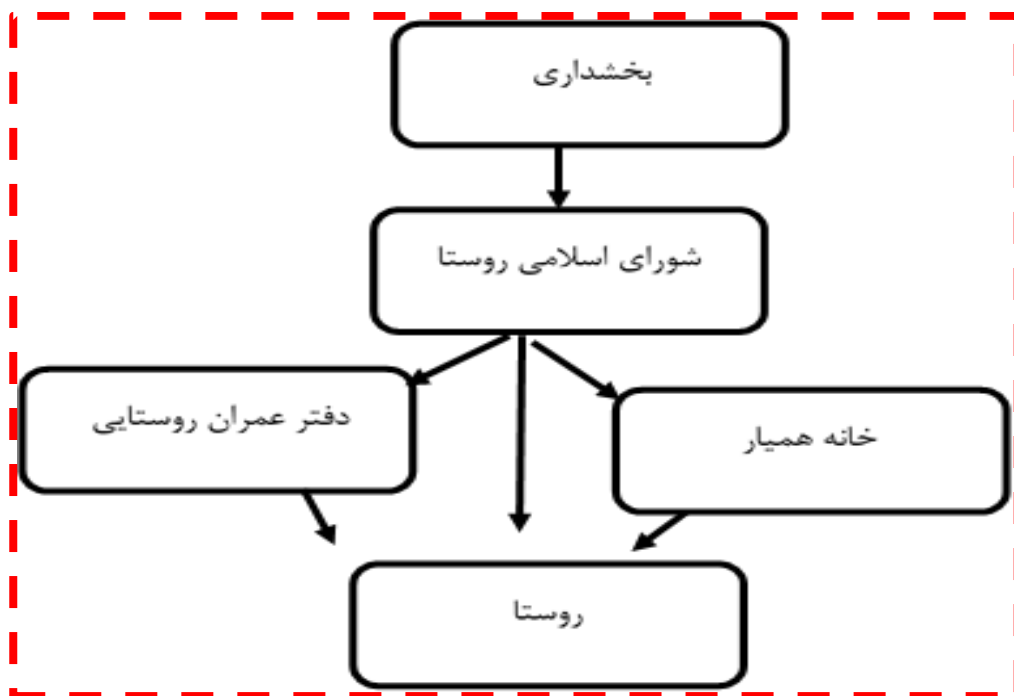 بخشداری
شورای اسلامی روستا
خانه همیار
دفتر عمران روستایی
روستا